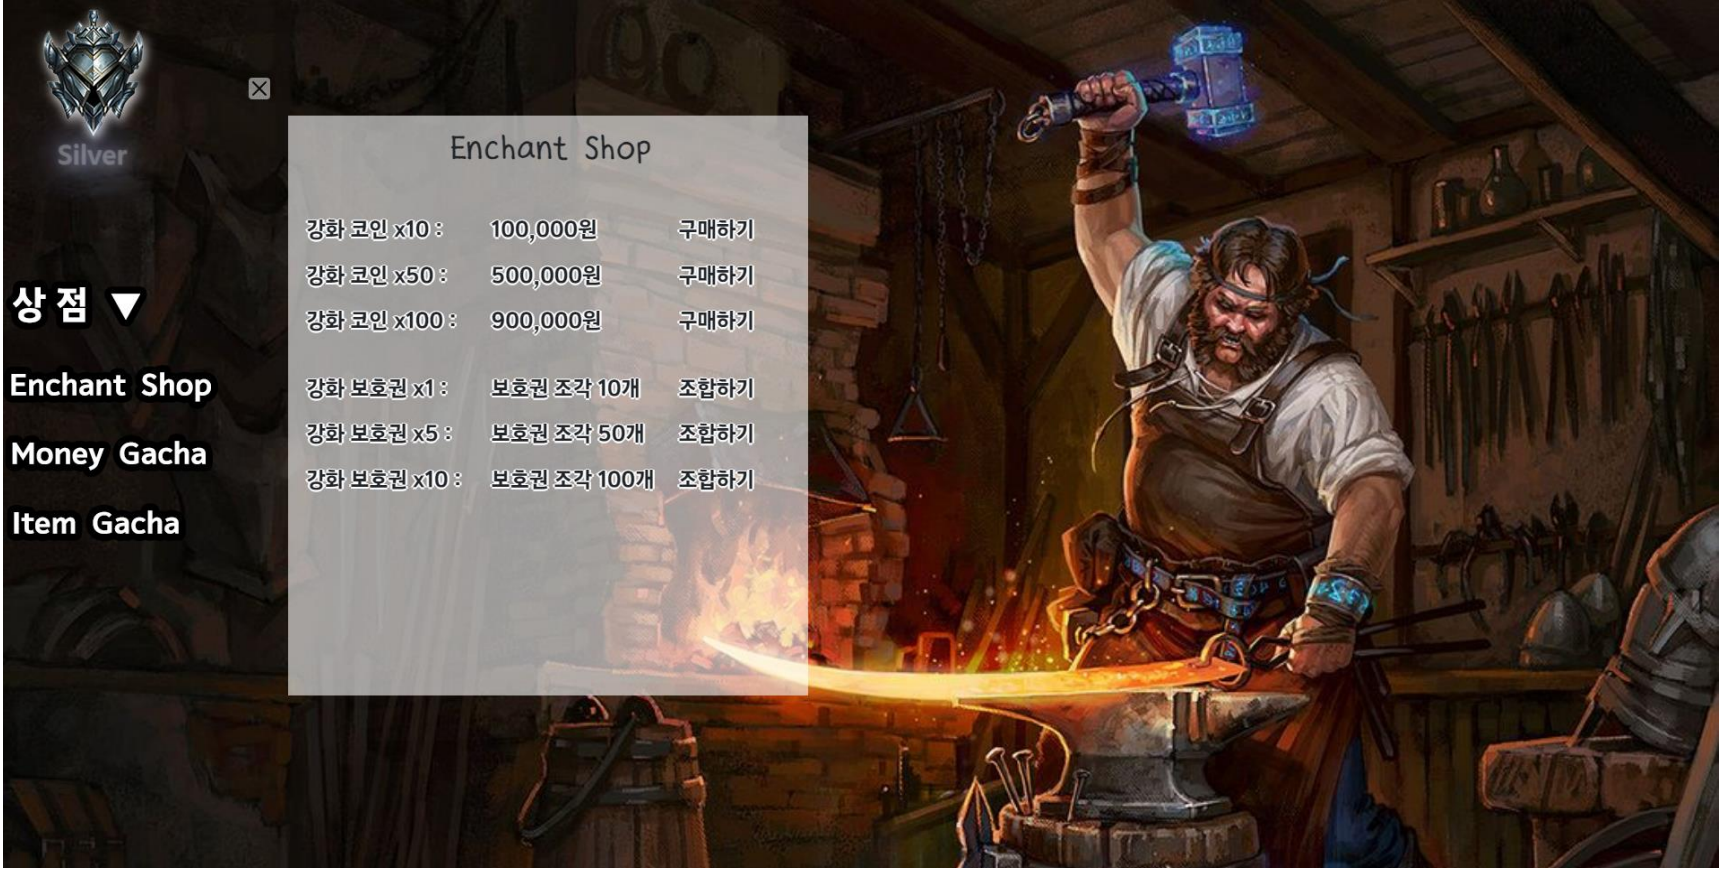 Silver
상 점 ▼
Enchant Shop
Money Gacha
Item Gacha
Enchant Shop
강화 코인 x10 : 100,000원 구매하기
강화 코인 x50 : 500,000원 구매하기
강화 코인 x100 : 900,000원 구매하기
강화 보호권 x1 : 보호권 조각 10개 조합하기
강화 보호권 x5 : 보호권 조각 50개 조합하기
강화 보호권 x10 : 보호권 조각 100개 조합하기